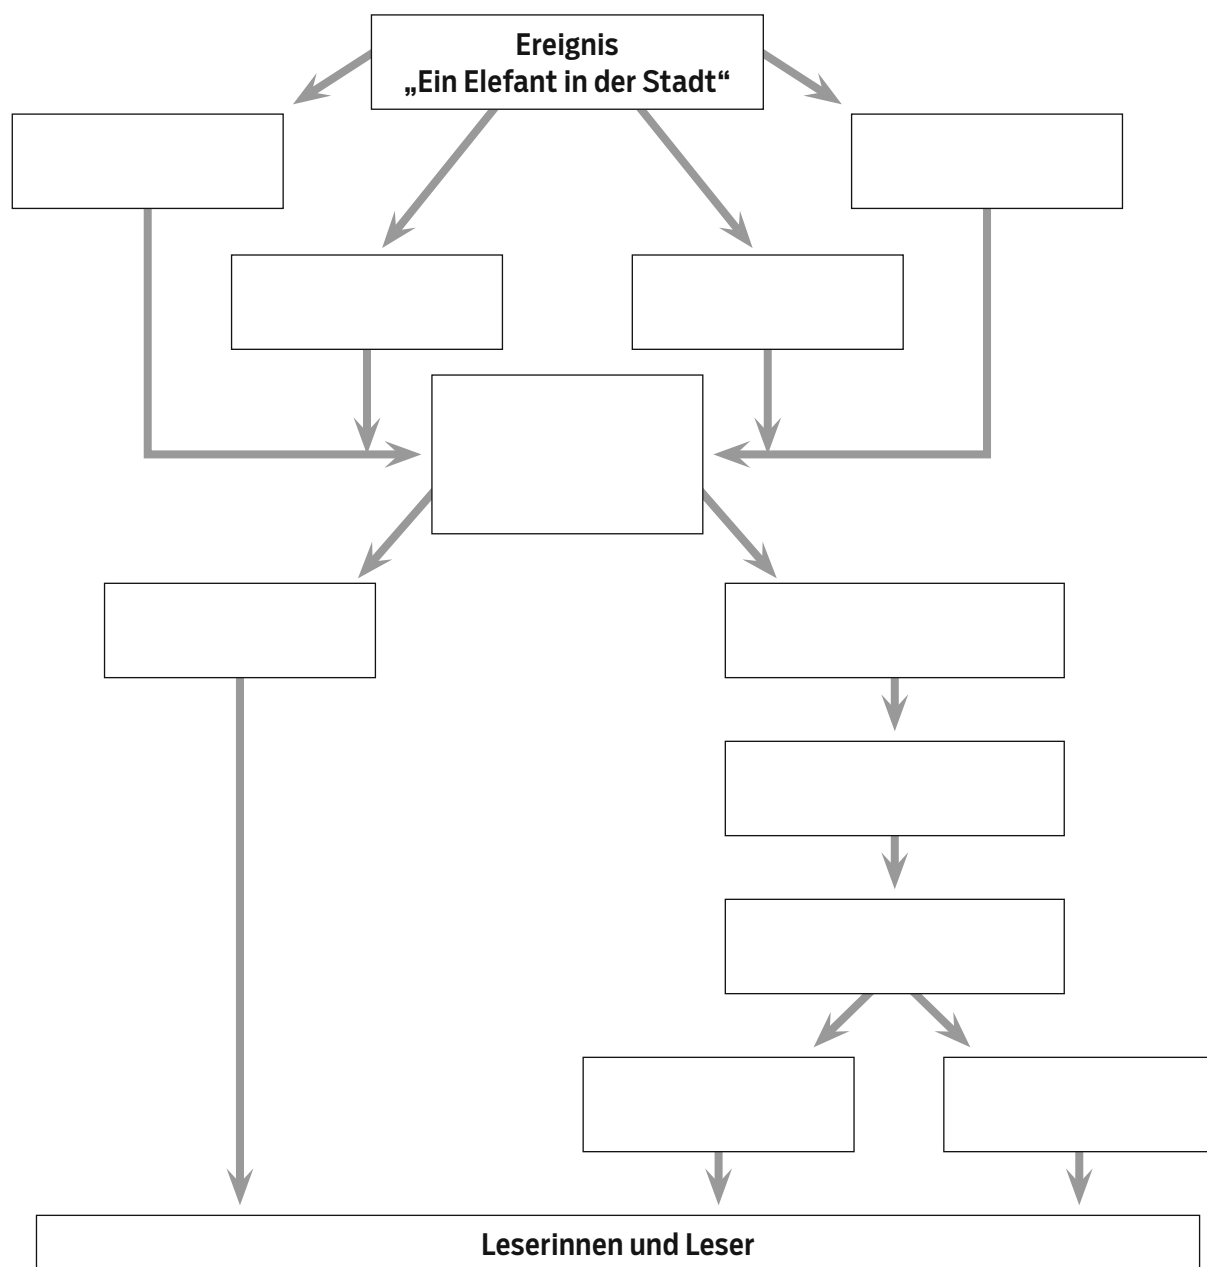 Ereignis
„Ein Elefant in der Stadt“
Leserinnen und Leser